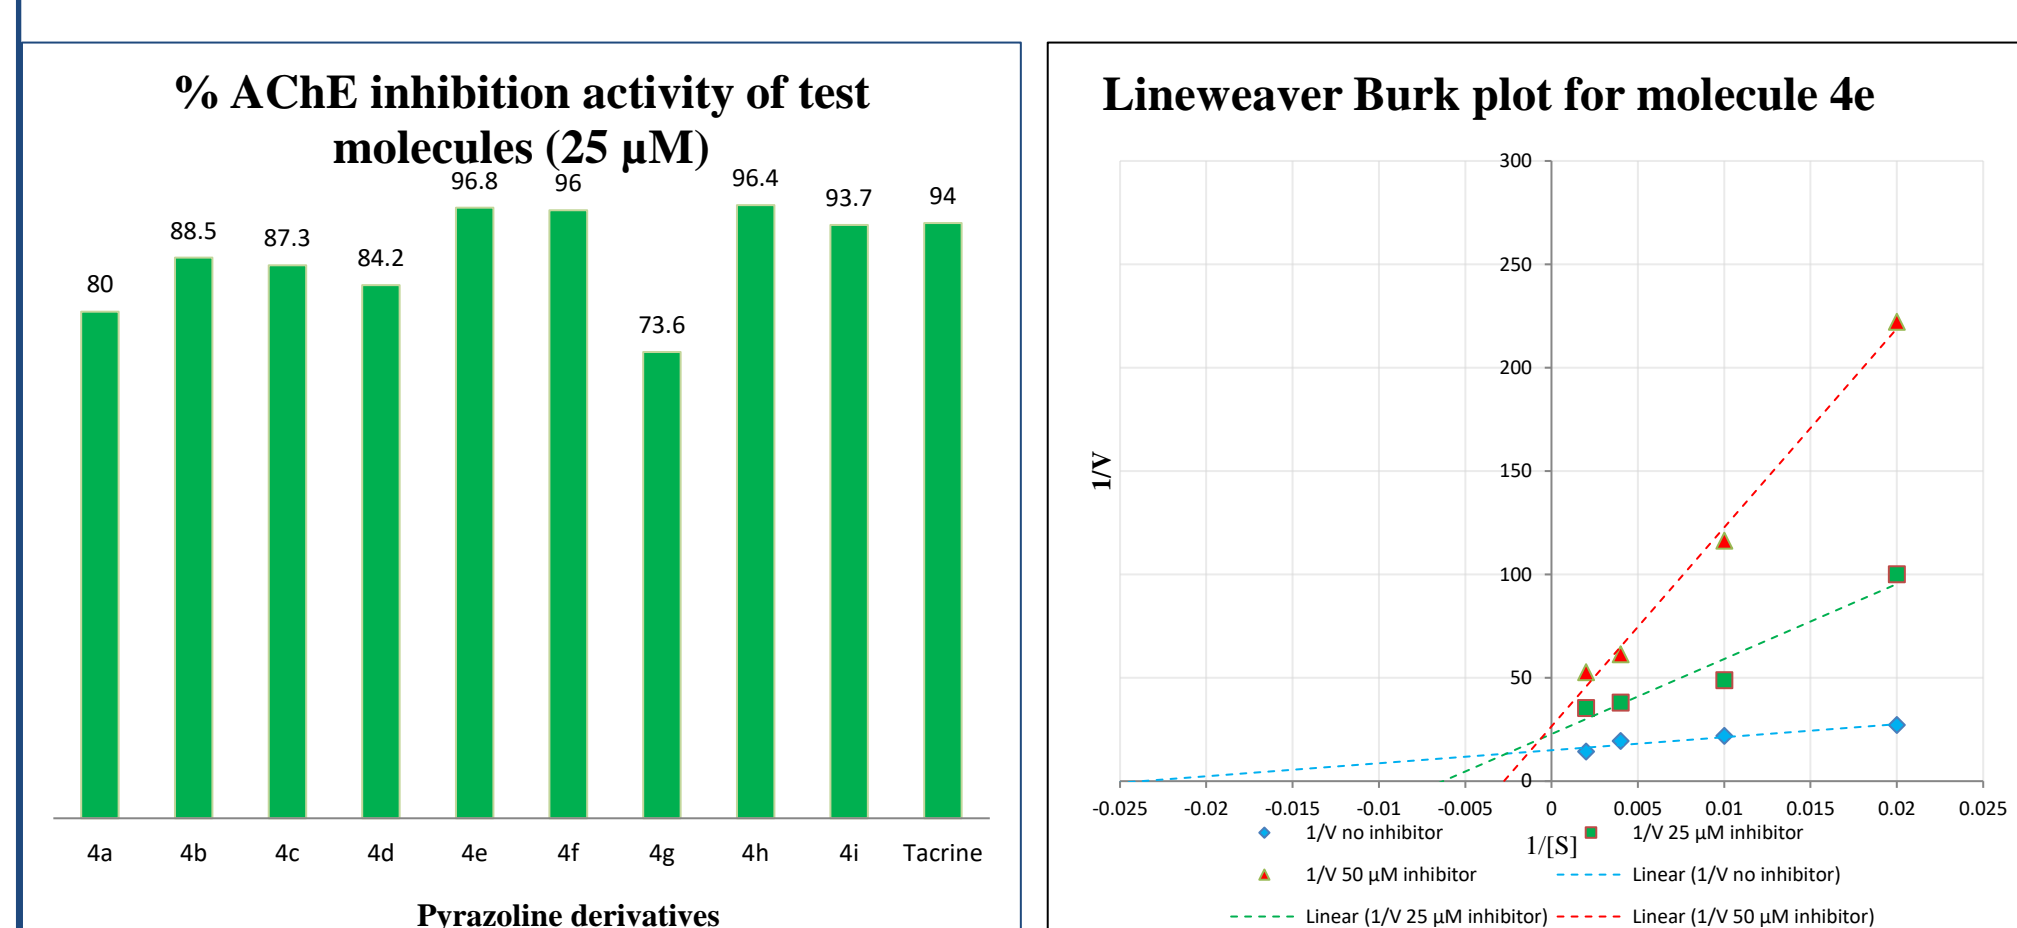 % AChE inhibition activity of test
molecules (25 µM)
80
88.5
87.3
84.2
96.8
96
73.6
96.4
93.7
94
4a
4b
4c
4d
4e
4f
4g
4h
4i
Tacrine
Pyrazoline derivatives
Lineweaver Burk plot for molecule 4e
1/V
300
250
200
150
100
50
0
-0.025
-0.02
-0.015
-0.01
-0.005
0
0.005
0.01
0.015
0.02
0.025
1/[S]
1/V no inhibitor
1/V 25 µM inhibitor
1/V 50 µM inhibitor
Linear (1/V no inhibitor)
Linear (1/V 25 µM inhibitor)
Linear (1/V 50 µM inhibitor)